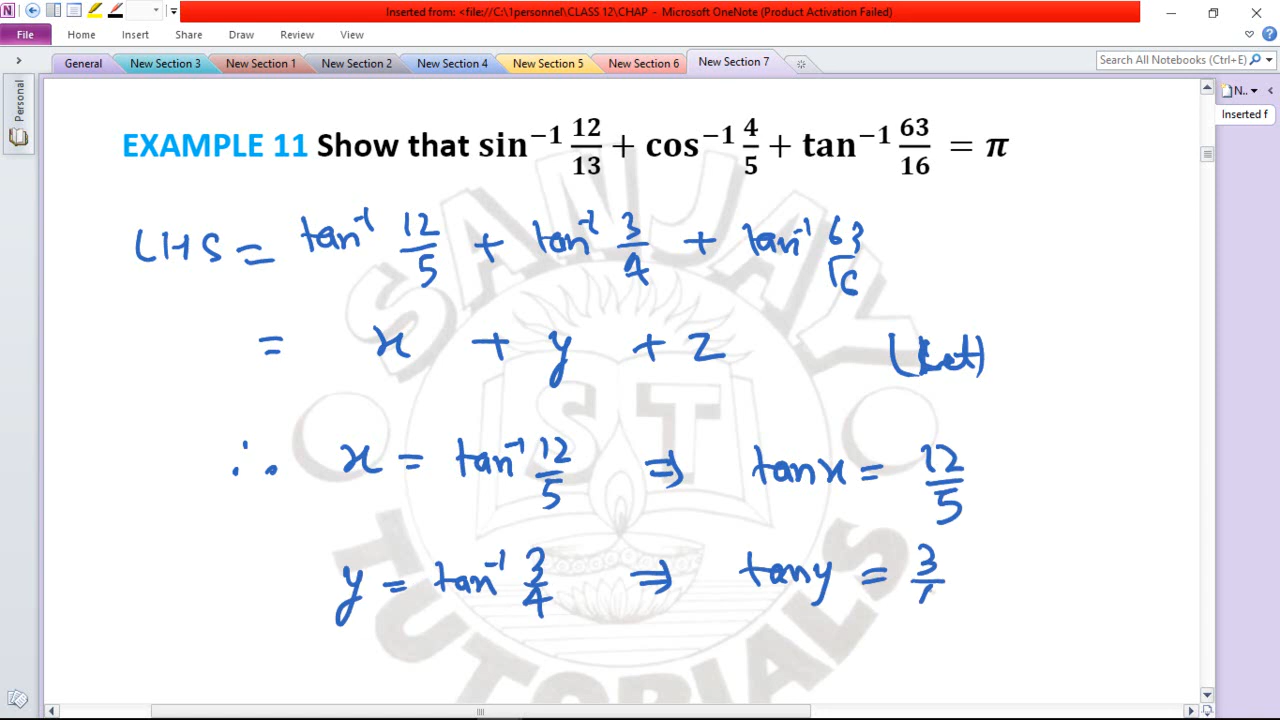 Inserted from: <file://C:\1personnel\CLASS 12\CHAP - Microsoft OneNote (Product Activation Failed)
File Home Insert Share Draw Review View
General New Section 3 New Section 1 New Section 2 New Section 4 New Section 5 New Section 6 New Section 7 Search All Notebooks (Ctrl+E)
Personal
N..
Inserted f
EXAMPLE 11 Show that sin⁻¹ 12/13 + cos⁻¹ 4/5 + tan⁻¹ 63/16 = π
LHS = tan⁻¹ 12/5 + tan⁻¹ 3/4 + tan⁻¹ 63/16
= x + y + z (Let)
∴ x = tan⁻¹ 12/5 ⇒ tan x = 12/5
y = tan⁻¹ 3/4 ⇒ tan y = 3/
SANJAY
ST
TUTORIALS